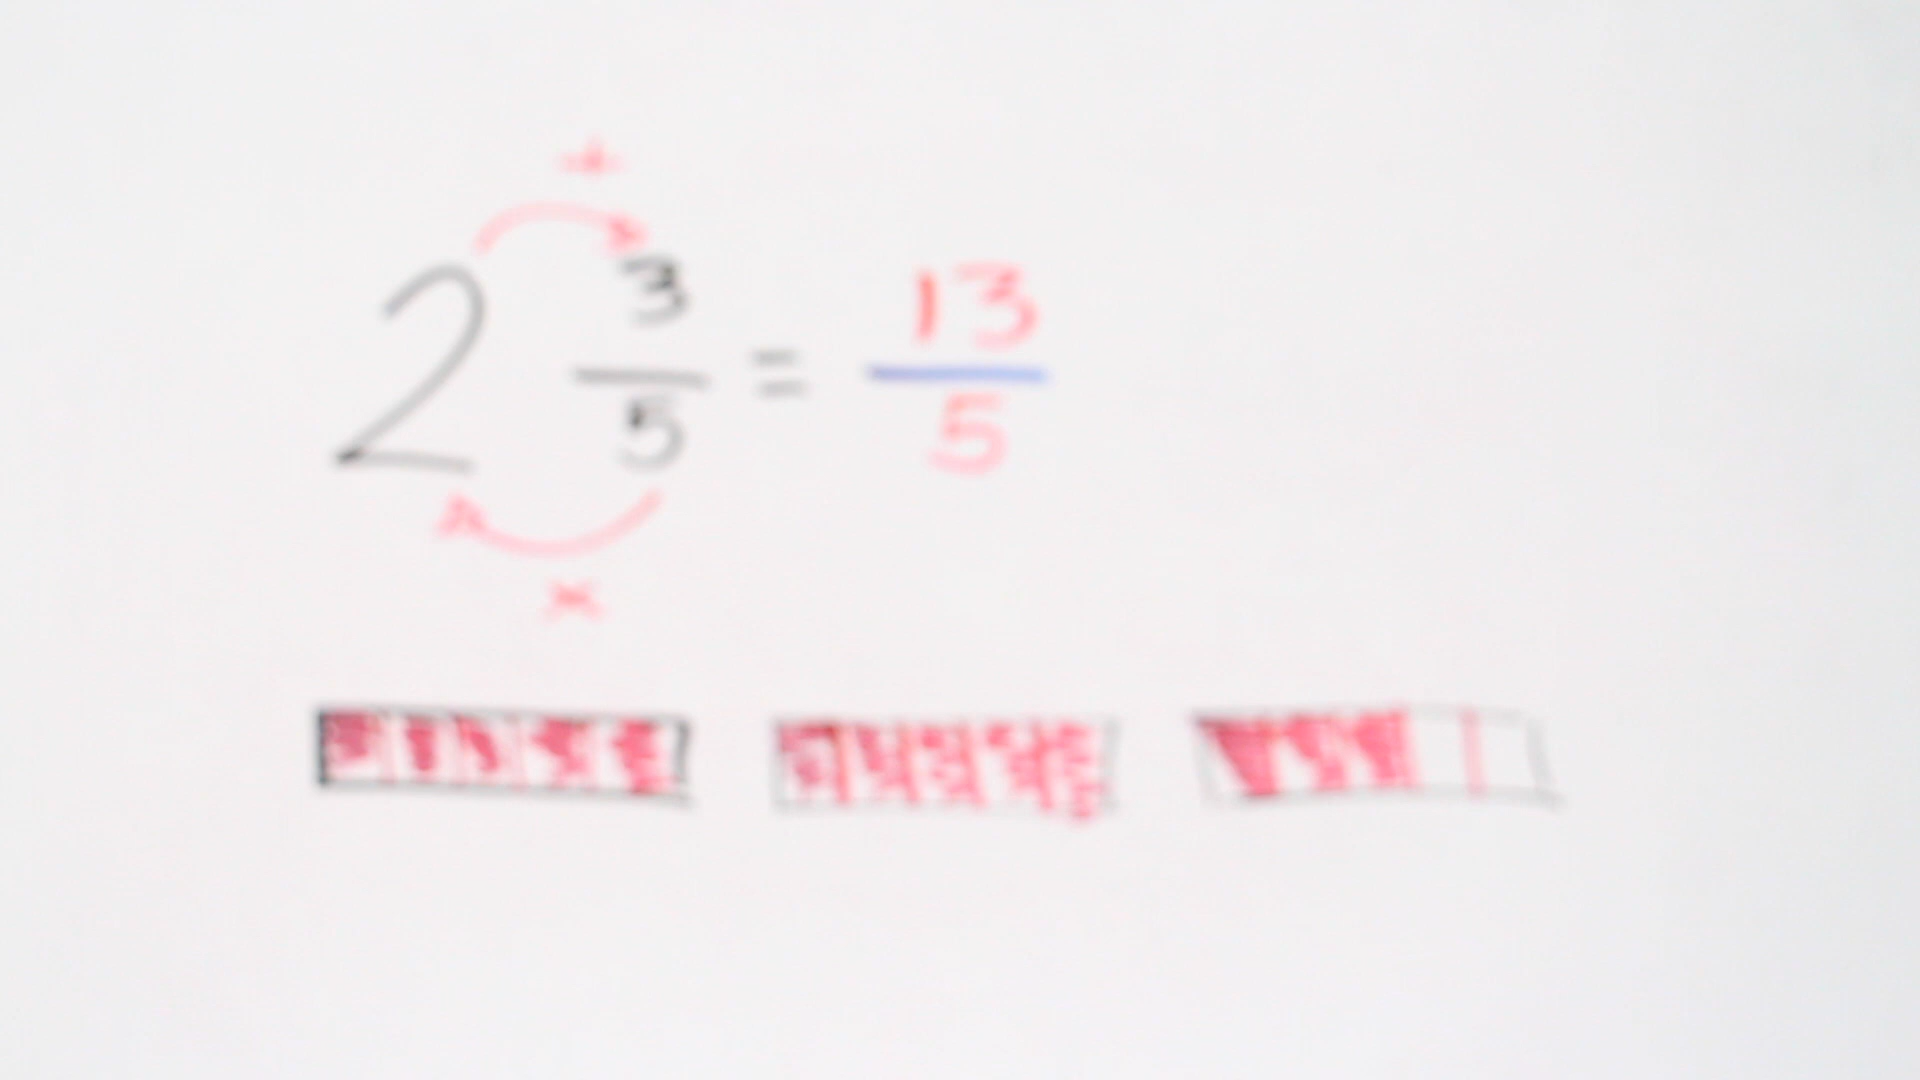 +
2 3/5 = 13/5
×